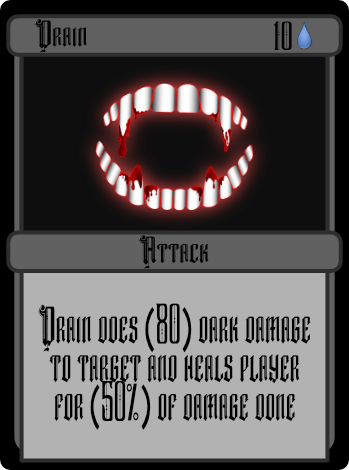 Drain 10
Attack
Drain does (80) dark damage
to target and heals player
for (50%) of damage done